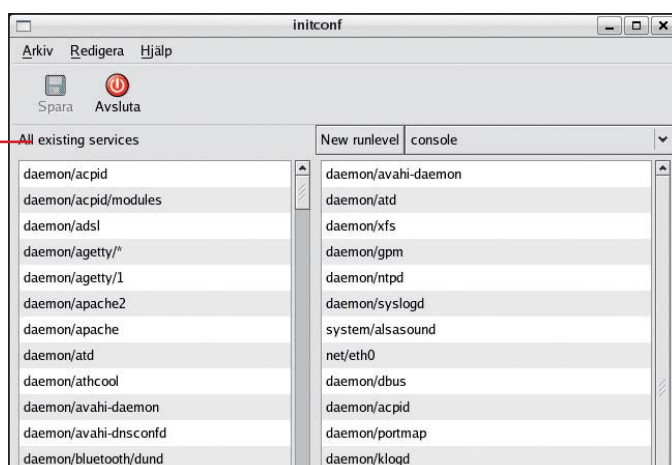 initconf
Arkiv Redigera Hjälp
Spara Avsluta
All existing services
New runlevel console
daemon/acpid
daemon/acpid/modules
daemon/adsl
daemon/agetty/*
daemon/agetty/1
daemon/apache2
daemon/apache
daemon/atd
daemon/athcool
daemon/avahi-daemon
daemon/avahi-dnsconfd
daemon/bluetooth/dund
daemon/avahi-daemon
daemon/atd
daemon/xfs
daemon/gpm
daemon/ntpd
daemon/syslogd
system/alsasound
net/eth0
daemon/dbus
daemon/acpid
daemon/portmap
daemon/klogd